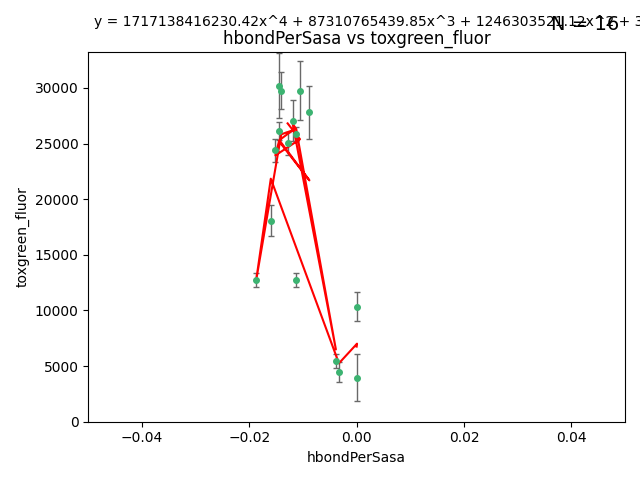 y = 1717138416230.42x^4 + 87310765439.85x^3 + 1246303521.12x^2 + 3
N = 16
hbondPerSasa vs toxgreen_fluor
30000
25000
20000
15000
10000
5000
0
toxgreen_fluor
−0.04 −0.02 0.00 0.02 0.04
hbondPerSasa